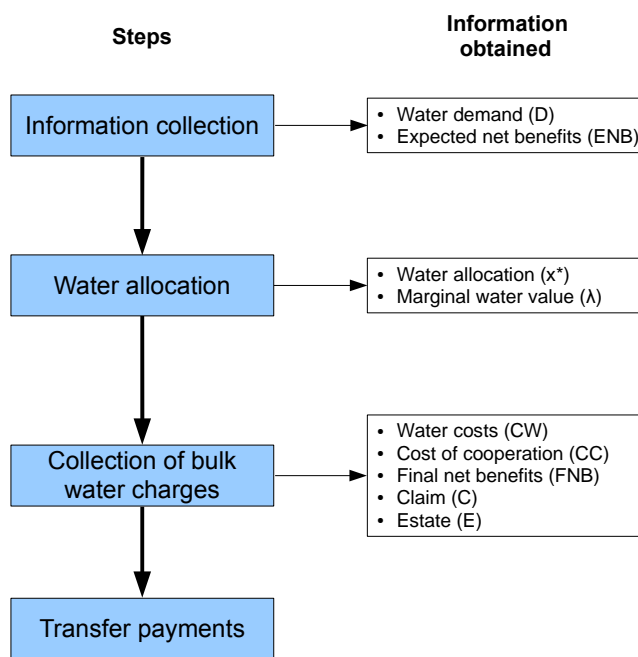 Steps
Information
obtained
Information collection
• Water demand (D)
• Expected net benefits (ENB)
Water allocation
• Water allocation (x*)
• Marginal water value (λ)
Collection of bulk
water charges
• Water costs (CW)
• Cost of cooperation (CC)
• Final net benefits (FNB)
• Claim (C)
• Estate (E)
Transfer payments